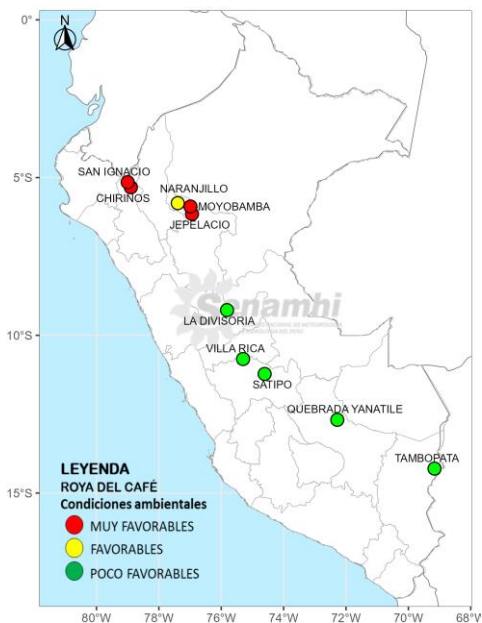 N
0°
SAN IGNACIO
CHIRINOS
NARANJILLO
MOYOBAMBA
JEPELACIO
5°S
Senamhi
LA DIVISORIA
10°S
VILLA RICA
SATIPO
QUEBRADA YANATILE
TAMBOPATA
LEYENDA
ROYA DEL CAFÉ
Condiciones ambientales
MUY FAVORABLES
FAVORABLES
POCO FAVORABLES
15°S
80°W 78°W 76°W 74°W 72°W 70°W 68°W